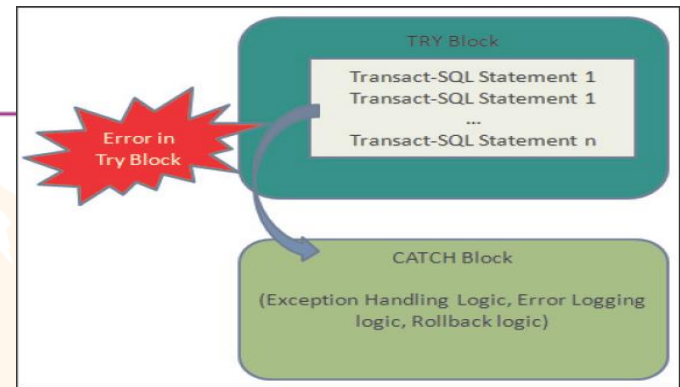 TRY Block
Transact-SQL Statement 1
Transact-SQL Statement 1
...
Transact-SQL Statement n
Error in
Try Block
CATCH Block
(Exception Handling Logic, Error Logging
logic, Rollback logic)